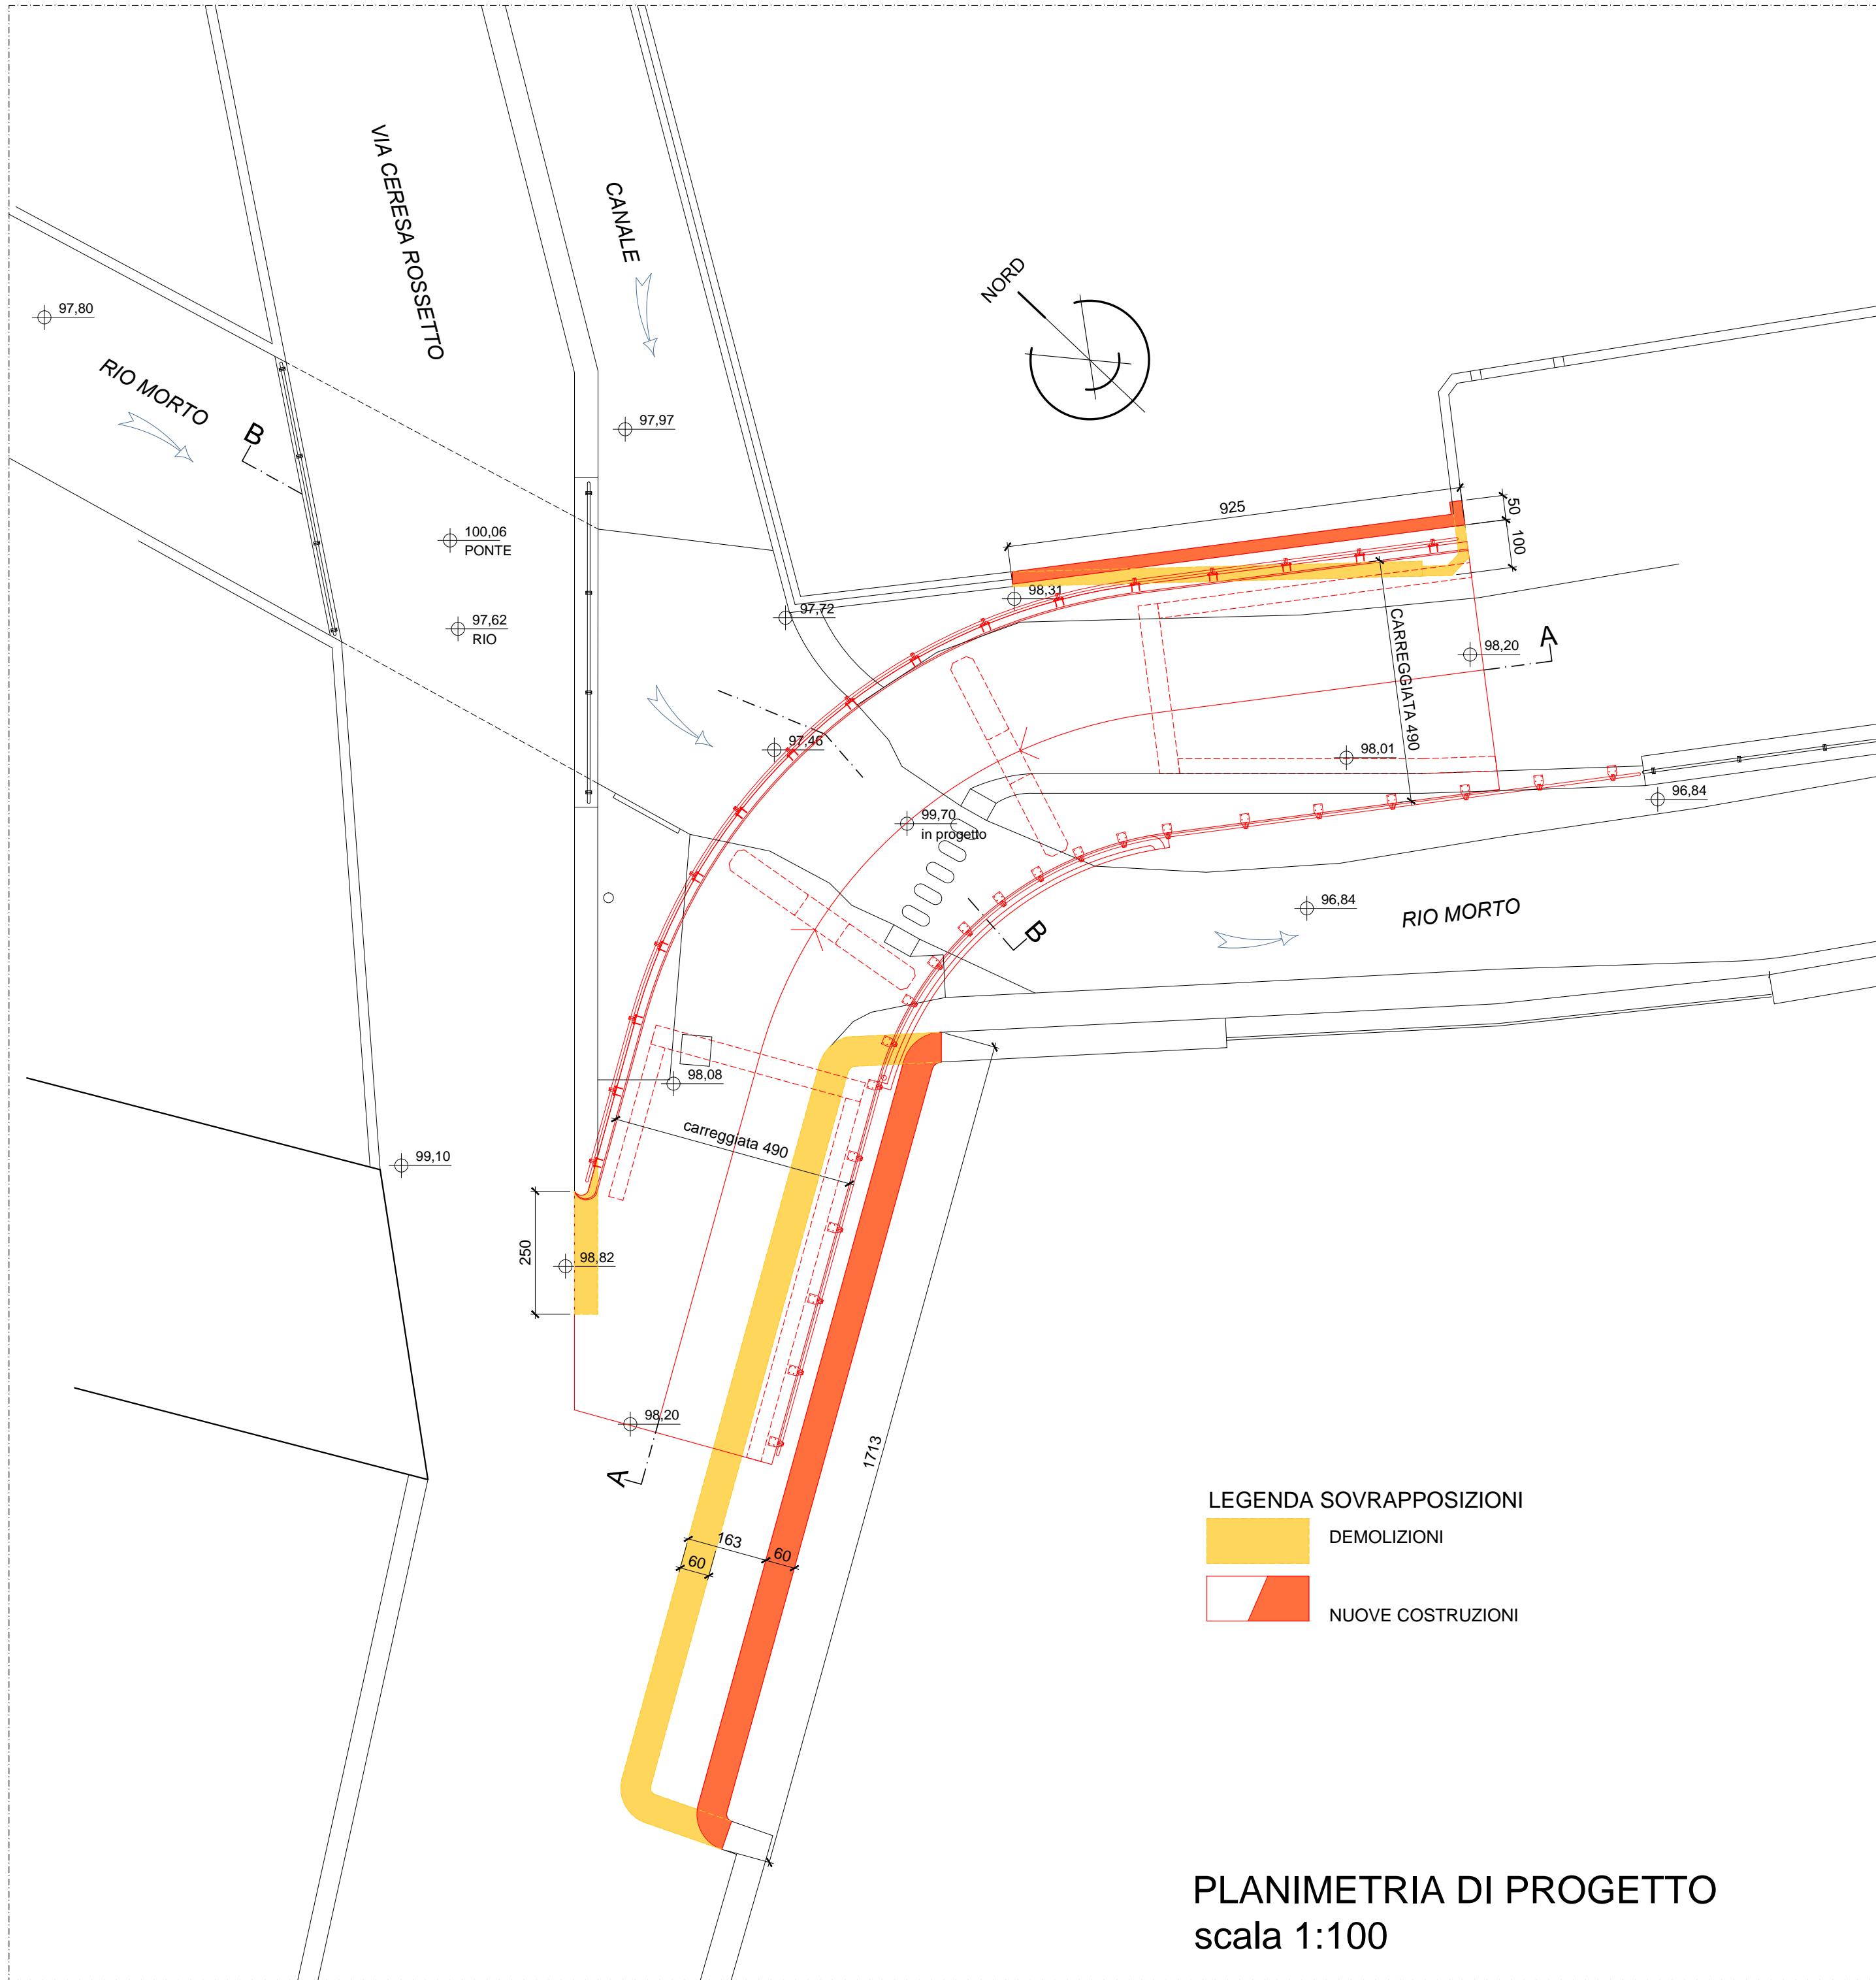 VIA CERESA ROSSETTO
CANALE
NORD
97,80
RIO MORTO
B
97,97
100,06
PONTE
97,62
RIO
925
50
100
98,31
97,72
CARREGGIATA 490
98,20
A
97,46
98,01
96,84
99,70
in progetto
96,84
RIO MORTO
B
98,08
carreggiata 490
99,10
250
98,82
98,20
A
1713
163
60
60
LEGENDA SOVRAPPOSIZIONI
DEMOLIZIONI
NUOVE COSTRUZIONI
PLANIMETRIA DI PROGETTO
scala 1:100